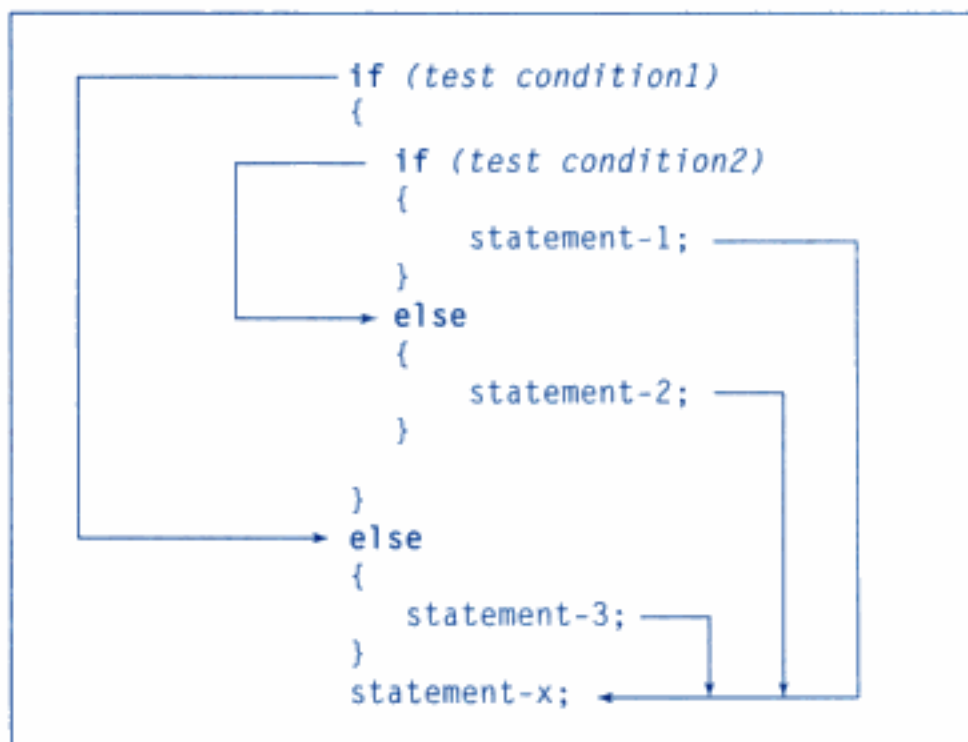 if (test condition1)
{
if (test condition2)
{
statement-1;
}
else
{
statement-2;
}
}
else
{
statement-3;
}
statement-x;